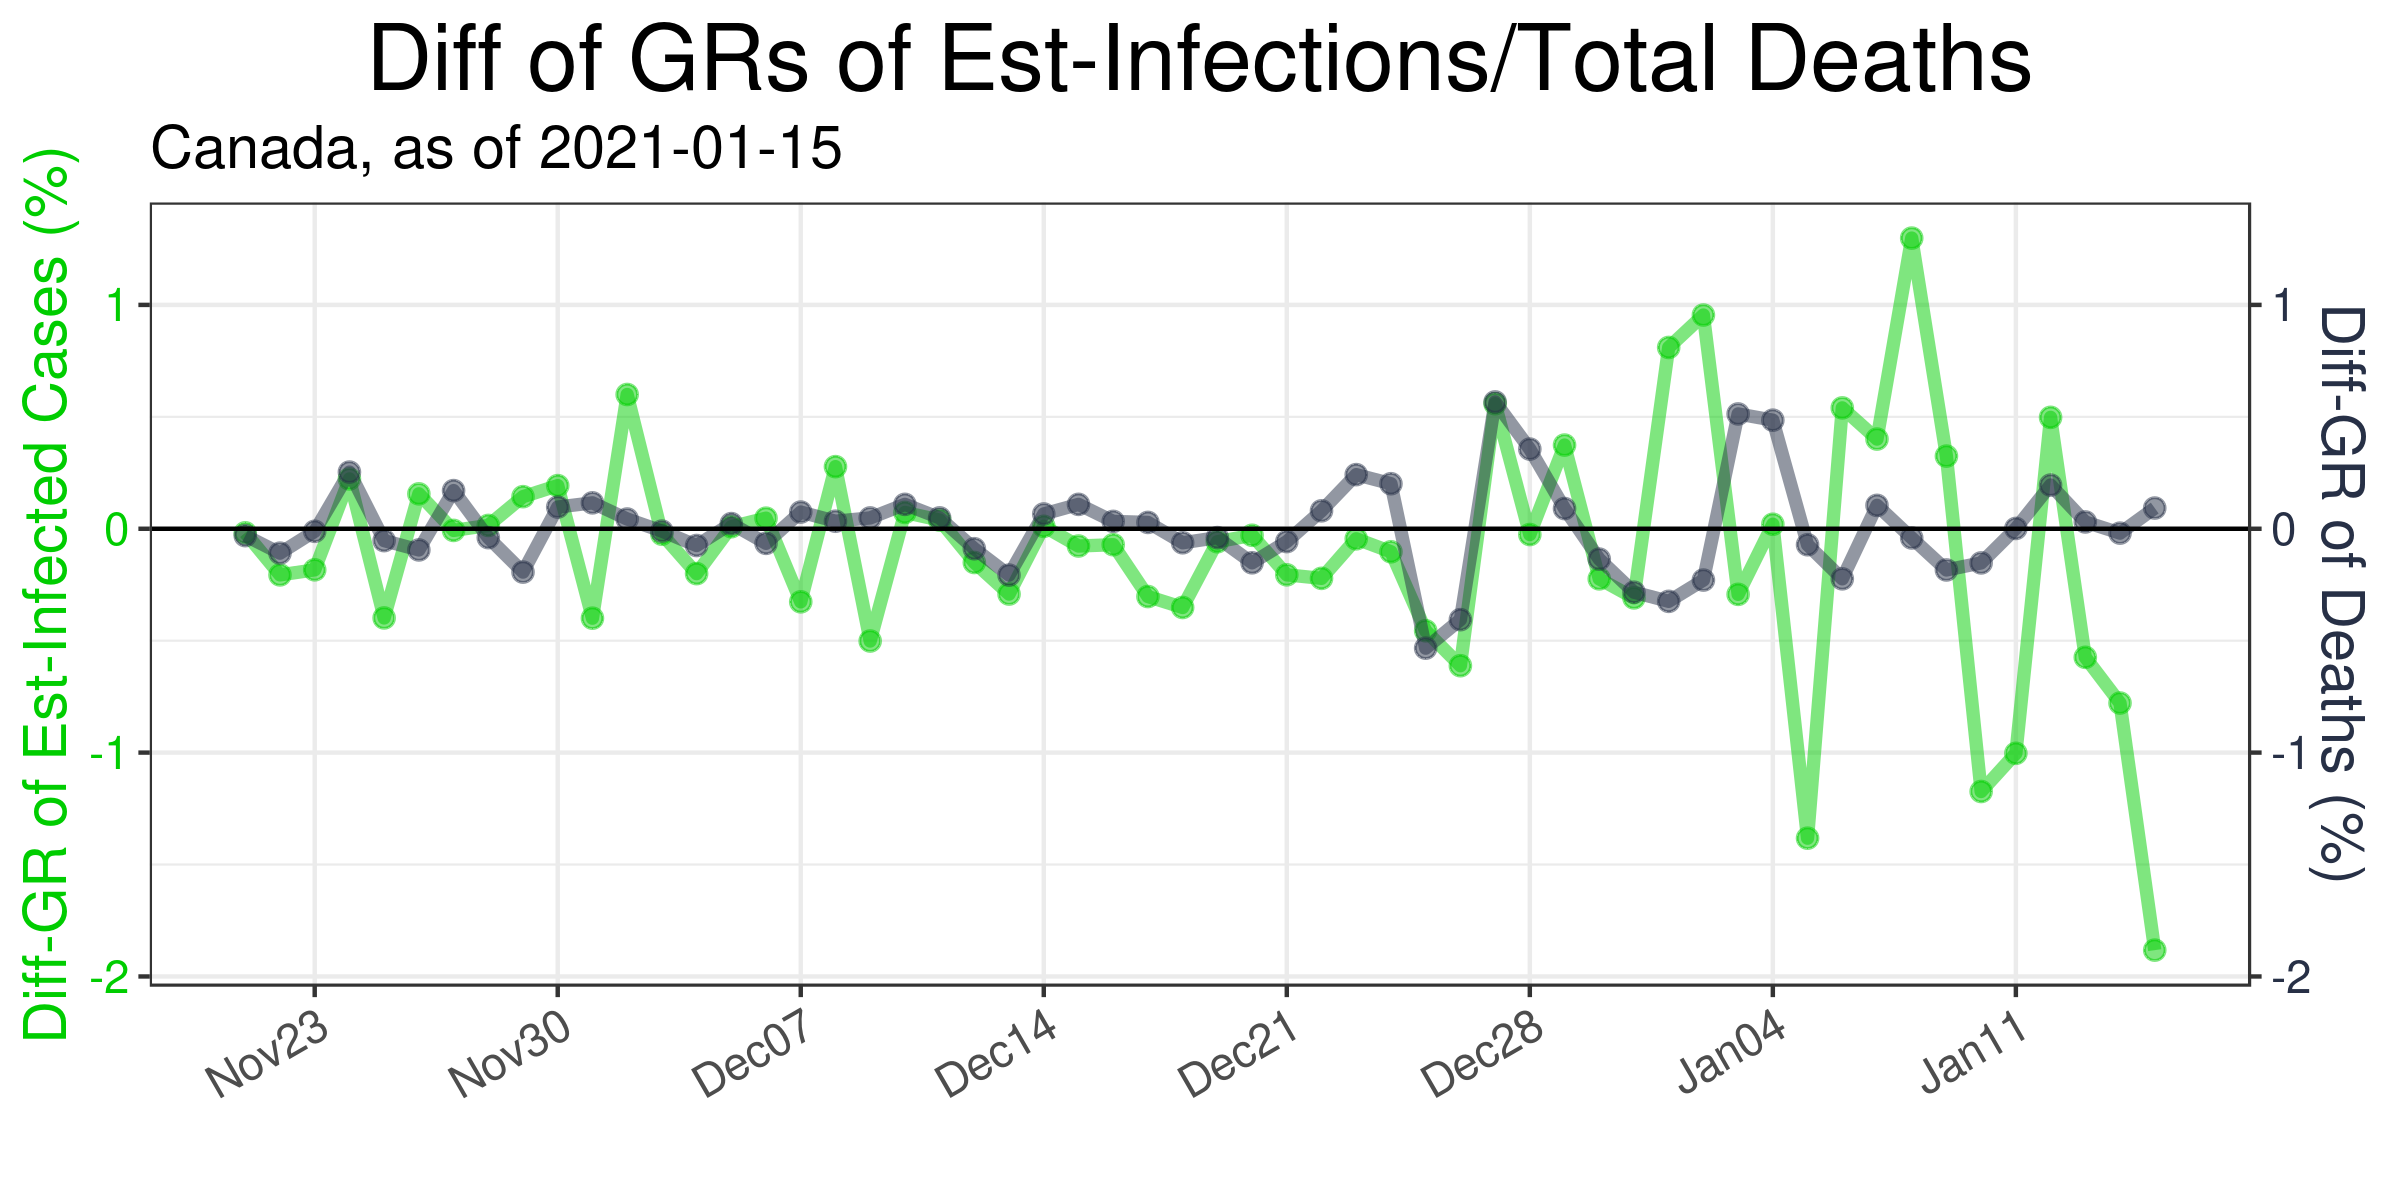 Diff of GRs of Est-Infections/Total Deaths
Canada, as of 2021-01-15
Diff-GR of Est-Infected Cases (%)
1
0
-1
-2
1
0
-1
-2
Diff-GR of Deaths (%)
Nov23
Nov30
Dec07
Dec14
Dec21
Dec28
Jan04
Jan11